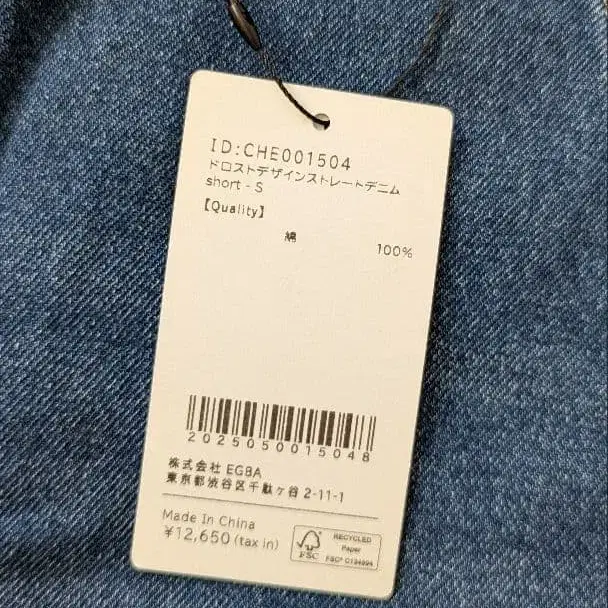 ID:CHE001504
ドロストデザインストレートデニム
short - S
【Quality】
綿 100%
2025050015048
株式会社 EGBA
東京都渋谷区千駄ヶ谷 2-11-1
Made In China
¥12,650 (tax in)
FSC
RECYCLED
Paper